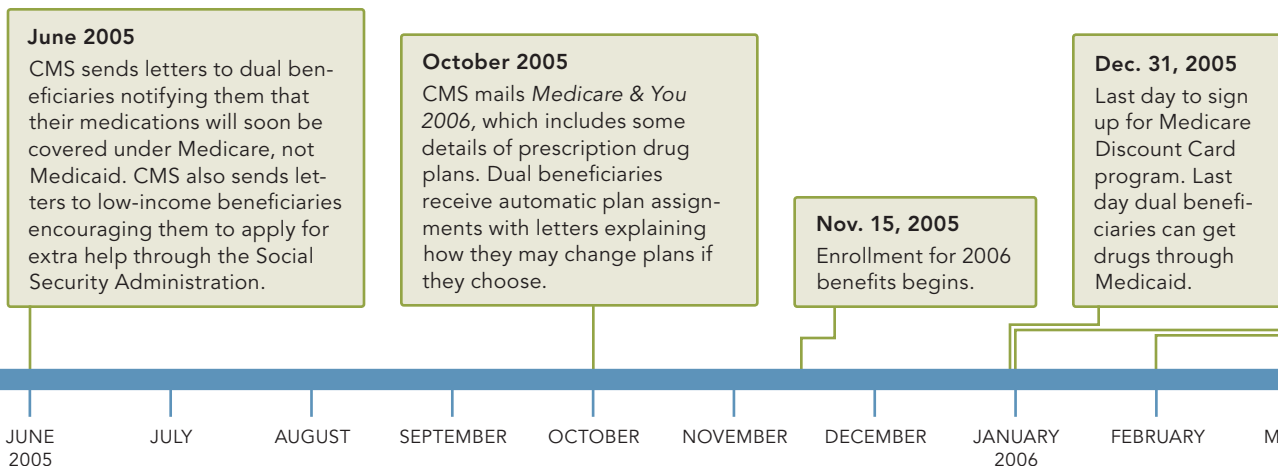 June 2005
CMS sends letters to dual ben-
eficiaries notifying them that
their medications will soon be
covered under Medicare, not
Medicaid. CMS also sends let-
ters to low-income beneficiaries
encouraging them to apply for
extra help through the Social
Security Administration.
October 2005
CMS mails Medicare & You
2006, which includes some
details of prescription drug
plans. Dual beneficiaries
receive automatic plan assign-
ments with letters explaining
how they may change plans if
they choose.
Nov. 15, 2005
Enrollment for 2006
benefits begins.
Dec. 31, 2005
Last day to sign
up for Medicare
Discount Card
program. Last
day dual benefi-
ciaries can get
drugs through
Medicaid.
JUNE JULY AUGUST SEPTEMBER OCTOBER NOVEMBER DECEMBER JANUARY FEBRUARY M
2005 2006